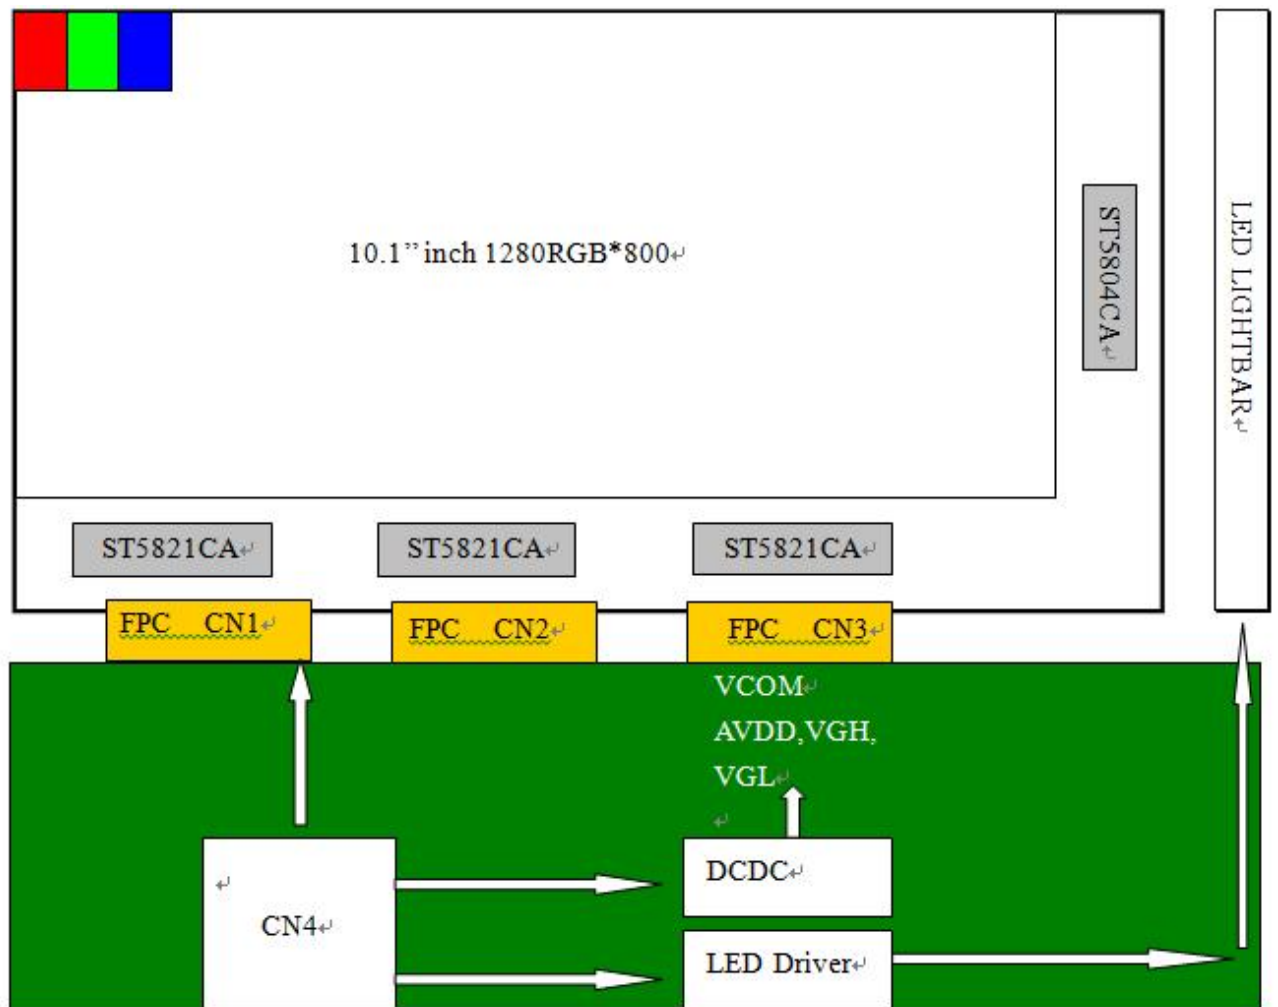 10.1” inch 1280RGB*800
ST5804CA
LED LIGHTBAR
ST5821CA
ST5821CA
ST5821CA
FPC CN1
FPC CN2
FPC CN3
VCOM
AVDD,VGH,
VGL
DCDC
CN4
LED Driver